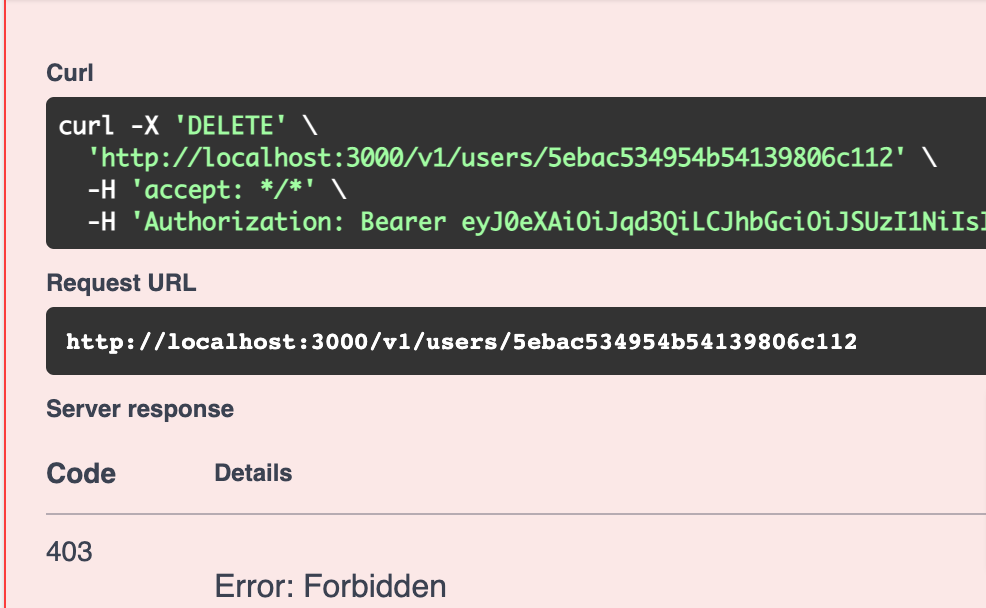 Curl
curl -X 'DELETE' \
'http://localhost:3000/v1/users/5ebac534954b54139806c112' \
-H 'accept: */*' \
-H 'Authorization: Bearer eyJ0eXAiOiJqd3QiLCJhbGciOiJSUzI1NiIsI
Request URL
http://localhost:3000/v1/users/5ebac534954b54139806c112
Server response
Code Details
403
Error: Forbidden